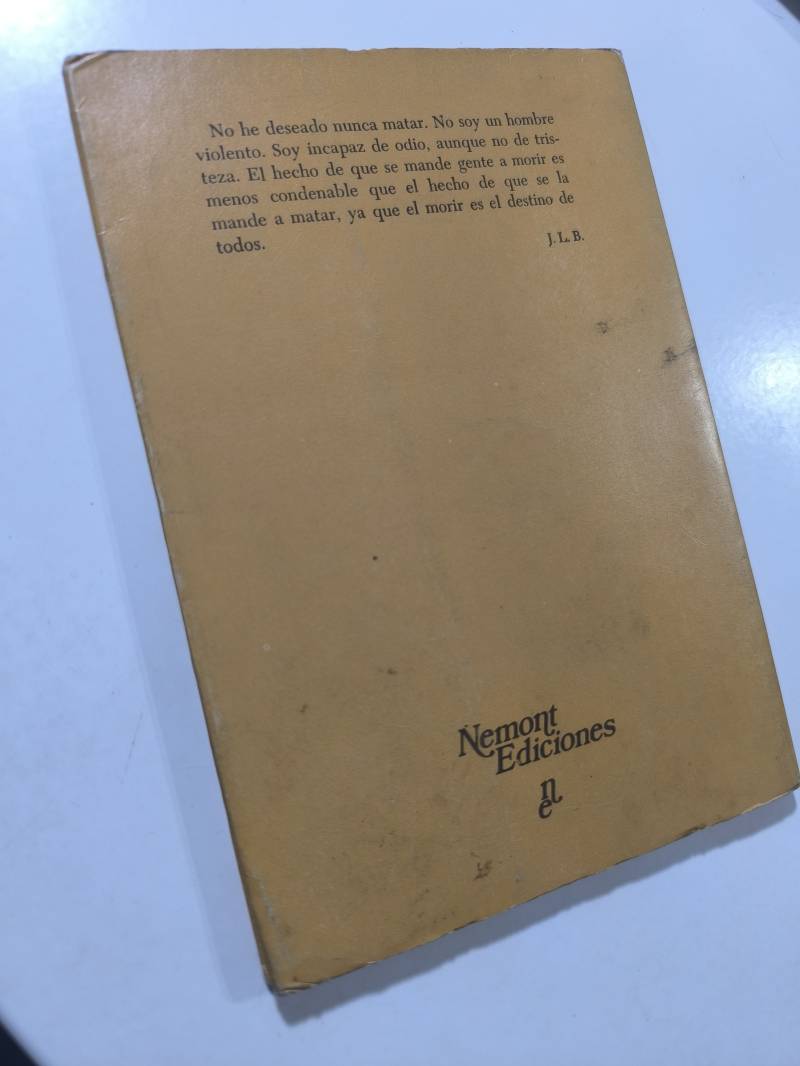 No he deseado nunca matar. No soy un hombre
violento. Soy incapaz de odio, aunque no de tris-
teza. El hecho de que se mande gente a morir es
menos condenable que el hecho de que se la
mande a matar, ya que el morir es el destino de
todos.
J. L. B.
Nemont
Ediciones
ne